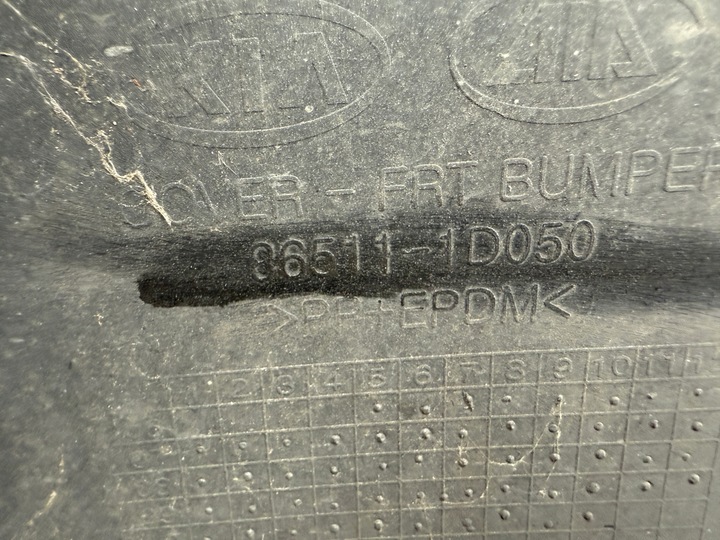 KIA KIA
COVER - FRT BUMPER
86511-1D050
>PP+EPDM<
1 2 3 4 5 6 7 8 9 10 11